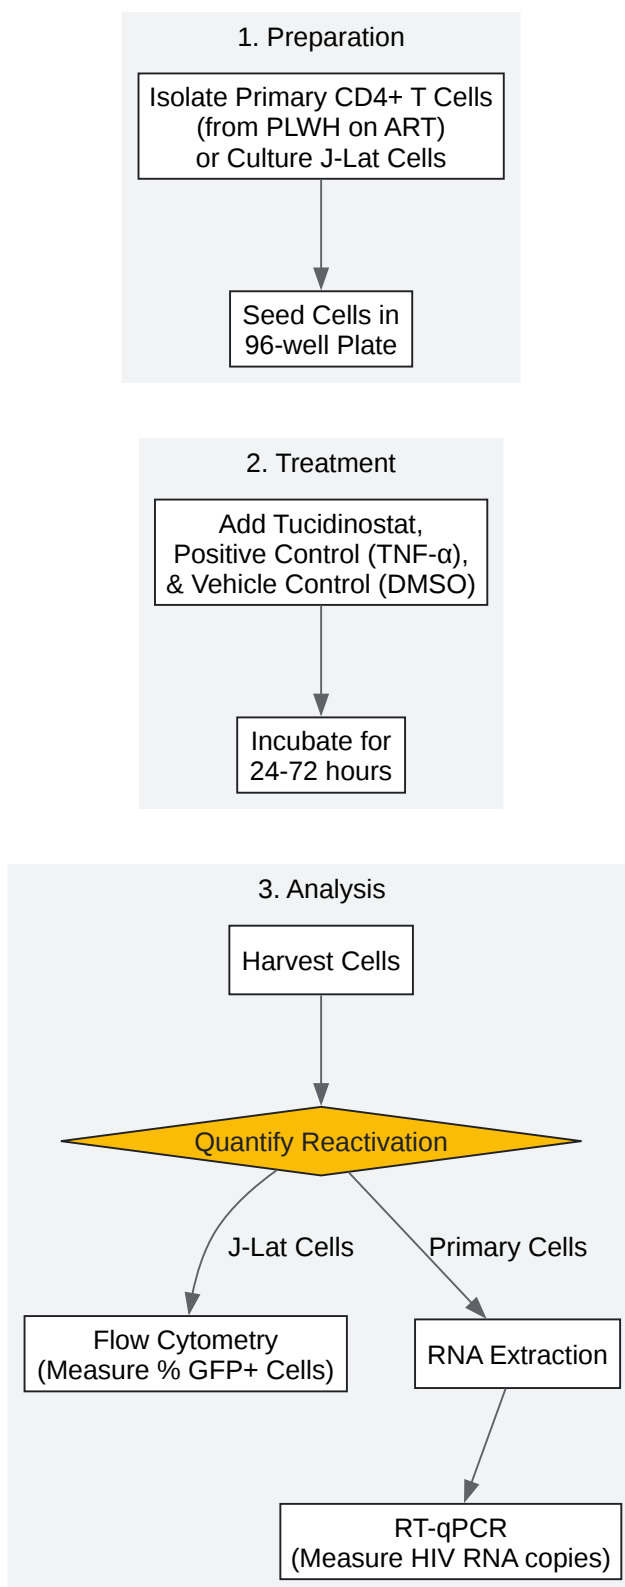 1. Preparation
Isolate Primary CD4+ T Cells
(from PLWH on ART)
or Culture J-Lat Cells
Seed Cells in
96-well Plate
2. Treatment
Add Tucidinostat,
Positive Control (TNF-α),
& Vehicle Control (DMSO)
Incubate for
24-72 hours
3. Analysis
Harvest Cells
Quantify Reactivation
J-Lat Cells
Primary Cells
Flow Cytometry
(Measure % GFP+ Cells)
RNA Extraction
RT-qPCR
(Measure HIV RNA copies)